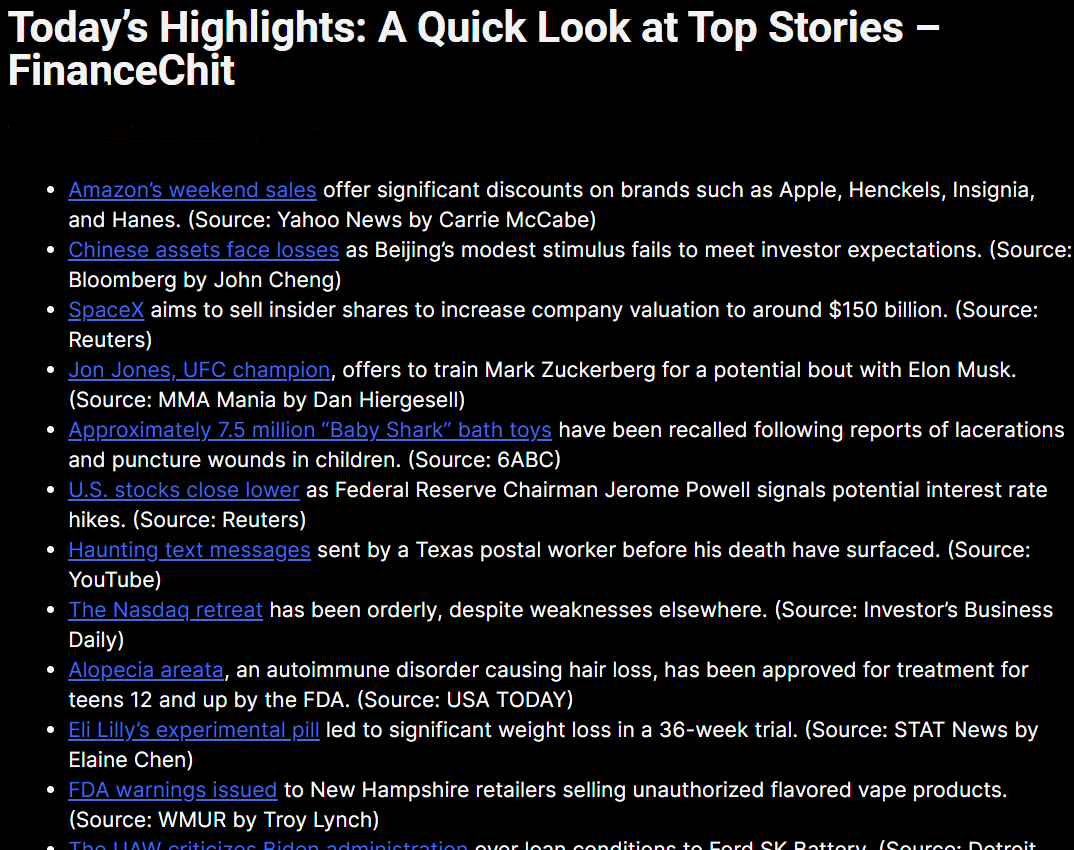 Today’s Highlights: A Quick Look at Top Stories –
FinanceChit
• Amazon’s weekend sales offer significant discounts on brands such as Apple, Henckels, Insignia,
and Hanes. (Source: Yahoo News by Carrie McCabe)
• Chinese assets face losses as Beijing’s modest stimulus fails to meet investor expectations. (Source:
Bloomberg by John Cheng)
• SpaceX aims to sell insider shares to increase company valuation to around $150 billion. (Source:
Reuters)
• Jon Jones, UFC champion, offers to train Mark Zuckerberg for a potential bout with Elon Musk.
(Source: MMA Mania by Dan Hiergesell)
• Approximately 7.5 million “Baby Shark” bath toys have been recalled following reports of lacerations
and puncture wounds in children. (Source: 6ABC)
• U.S. stocks close lower as Federal Reserve Chairman Jerome Powell signals potential interest rate
hikes. (Source: Reuters)
• Haunting text messages sent by a Texas postal worker before his death have surfaced. (Source:
YouTube)
• The Nasdaq retreat has been orderly, despite weaknesses elsewhere. (Source: Investor’s Business
Daily)
• Alopecia areata, an autoimmune disorder causing hair loss, has been approved for treatment for
teens 12 and up by the FDA. (Source: USA TODAY)
• Eli Lilly’s experimental pill led to significant weight loss in a 36-week trial. (Source: STAT News by
Elaine Chen)
• FDA warnings issued to New Hampshire retailers selling unauthorized flavored vape products.
(Source: WMUR by Troy Lynch)
• The UAW criticizes Biden administration over loan conditions to Ford SK Battery. (Source: Detroit